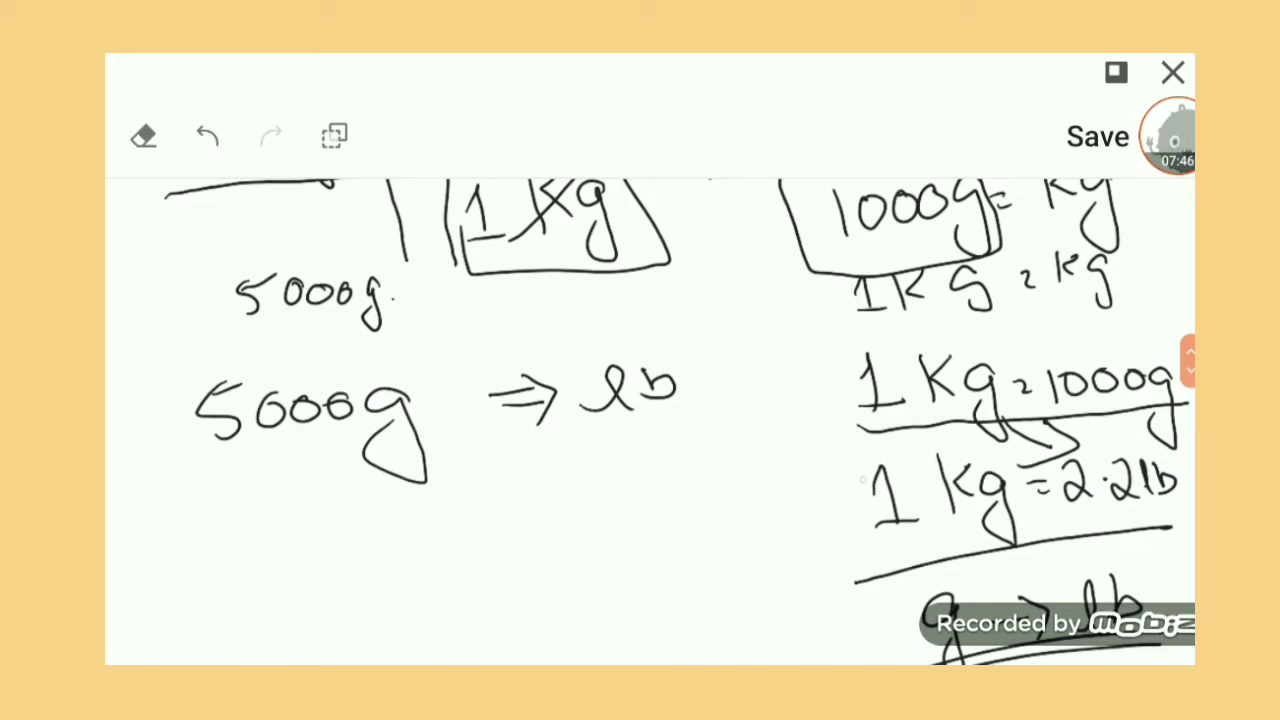 Save
07:46
1 Kg
1000g = Kg
5000g.
1Kg = Kg
5000g ⇒ lb
1 Kg = 1000g
1 Kg = 2.2lb
g → lb
Recorded by mobiz